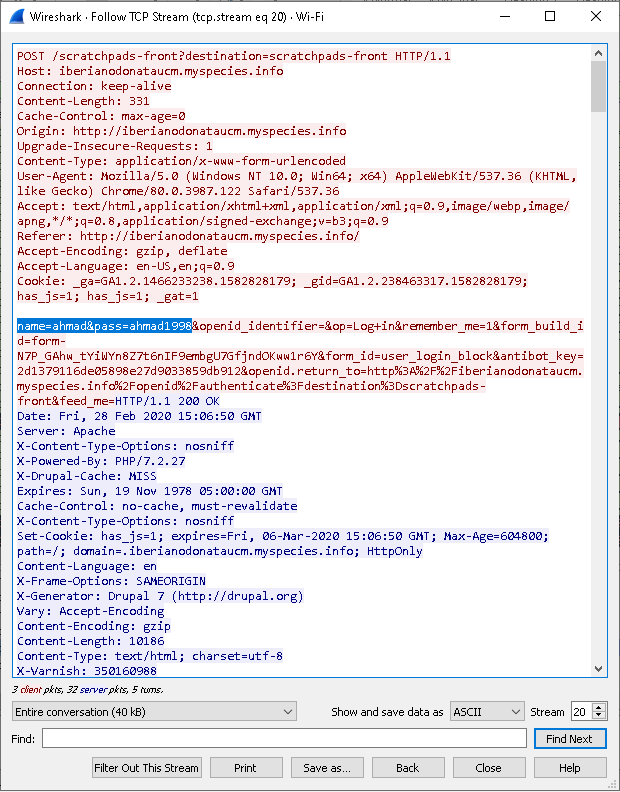 Wireshark · Follow TCP Stream (tcp.stream eq 20) · Wi-Fi
POST /scratchpads-front?destination=scratchpads-front HTTP/1.1
Host: iberianodonataucm.myspecies.info
Connection: keep-alive
Content-Length: 331
Cache-Control: max-age=0
Origin: http://iberianodonataucm.myspecies.info
Upgrade-Insecure-Requests: 1
Content-Type: application/x-www-form-urlencoded
User-Agent: Mozilla/5.0 (Windows NT 10.0; Win64; x64) AppleWebKit/537.36 (KHTML,
like Gecko) Chrome/80.0.3987.122 Safari/537.36
Accept: text/html,application/xhtml+xml,application/xml;q=0.9,image/webp,image/
apng,*/*;q=0.8,application/signed-exchange;v=b3;q=0.9
Referer: http://iberianodonataucm.myspecies.info/
Accept-Encoding: gzip, deflate
Accept-Language: en-US,en;q=0.9
Cookie: _ga=GA1.2.1466233238.1582828179; _gid=GA1.2.238463317.1582828179;
has_js=1; has_js=1; _gat=1
name=ahmad&pass=ahmad1998&openid_identifier=&op=Log+in&remember_me=1&form_build_i
d=form-
N7P_GAhw_tYiWYn8Z7t6nIF9embgU7GfjndOKww1r6Y&form_id=user_login_block&antibot_key=
2d1379116de05898e27d9033859db912&openid.return_to=http%3A%2F%2Fiberianodonataucm.
myspecies.info%2Fopenid%2Fauthenticate%3Fdestination%3Dscratchpads-
front&feed_me=HTTP/1.1 200 OK
Date: Fri, 28 Feb 2020 15:06:50 GMT
Server: Apache
X-Content-Type-Options: nosniff
X-Powered-By: PHP/7.2.27
X-Drupal-Cache: MISS
Expires: Sun, 19 Nov 1978 05:00:00 GMT
Cache-Control: no-cache, must-revalidate
X-Content-Type-Options: nosniff
Set-Cookie: has_js=1; expires=Fri, 06-Mar-2020 15:06:50 GMT; Max-Age=604800;
path=/; domain=.iberianodonataucm.myspecies.info; HttpOnly
Content-Language: en
X-Frame-Options: SAMEORIGIN
X-Generator: Drupal 7 (http://drupal.org)
Vary: Accept-Encoding
Content-Encoding: gzip
Content-Length: 10186
Content-Type: text/html; charset=utf-8
X-Varnish: 350160988
3 client pkts, 32 server pkts, 5 turns.
Entire conversation (40 kB)
Show and save data as
ASCII
Stream
20
Find:
Find Next
Filter Out This Stream
Print
Save as...
Back
Close
Help